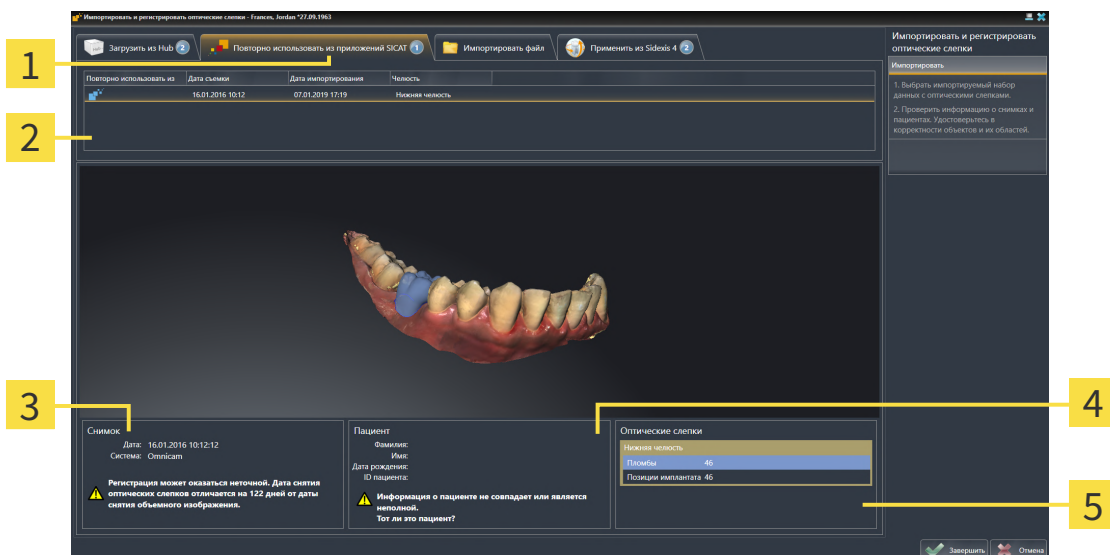 Импортировать и регистрировать оптические слепки - Frances, Jordan *27.09.1963
1
Загрузить из Hub 2
Повторно использовать из приложений SICAT 1
Импортировать файл
Применить из Sidexis 4 2
Повторно использовать из Дата съемки Дата импортирования Челюсть
16.01.2016 10:12 07.01.2019 17:19 Нижняя челюсть
2
Импортировать и регистрировать
оптические слепки
Импортировать
1. Выбрать импортируемый набор
данных с оптическими слепками.
2. Проверить информацию о снимках и
пациентах. Удостоверьтесь в
корректности объектов и их областей.
3
Снимок
Дата: 16.01.2016 10:12:12
Система: Omnicam
Регистрация может оказаться неточной. Дата снятия
оптических слепков отличается на 122 дней от даты
снятия объемного изображения.
Пациент
Фамилия:
Имя:
Дата рождения:
ID пациента:
Информация о пациенте не совпадает или является
неполной.
Тот ли это пациент?
4
Оптические слепки
Нижняя челюсть
Пломбы 46
Позиции имплантата 46
5
Завершить
Отмена